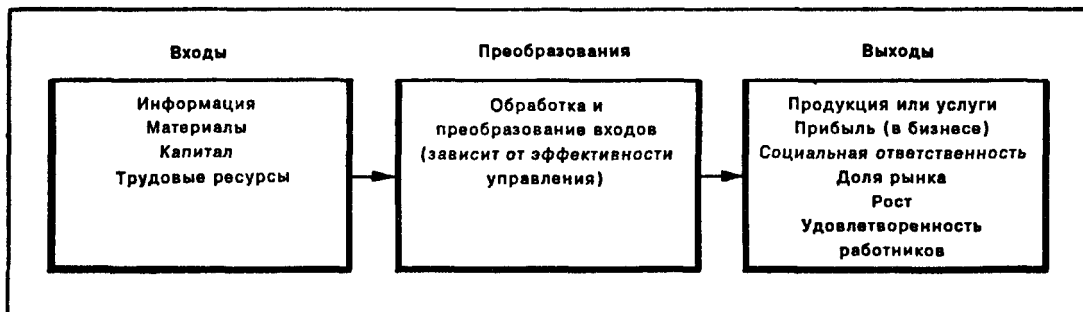 Входы
Информация
Материалы
Капитал
Трудовые ресурсы
Преобразования
Обработка и
преобразование входов
(зависит от эффективности
управления)
Выходы
Продукция или услуги
Прибыль (в бизнесе)
Социальная ответственность
Доля рынка
Рост
Удовлетворенность
работников